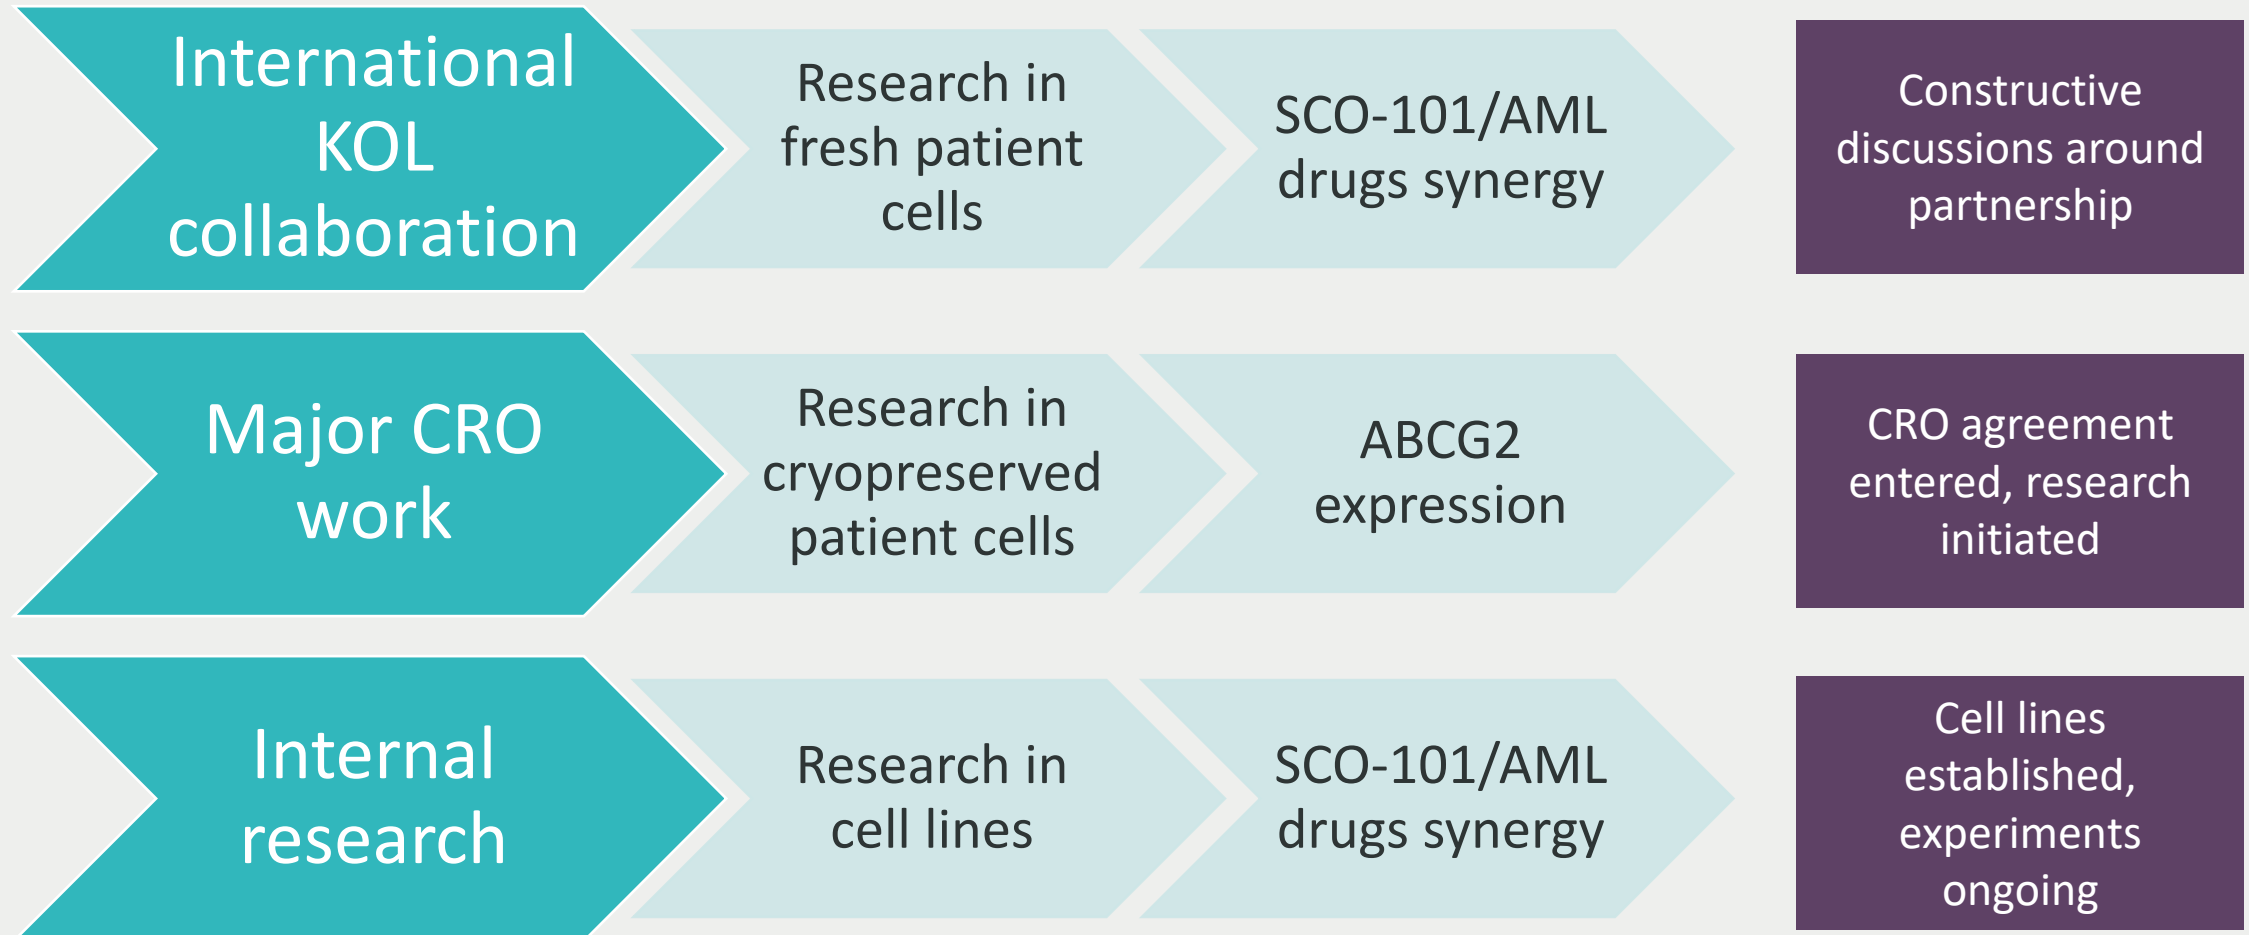 International
KOL
collaboration
Research in
fresh patient
cells
SCO-101/AML
drugs synergy
Constructive
discussions around
partnership
Major CRO
work
Research in
cryopreserved
patient cells
ABCG2
expression
CRO agreement
entered, research
initiated
Internal
research
Research in
cell lines
SCO-101/AML
drugs synergy
Cell lines
established,
experiments
ongoing